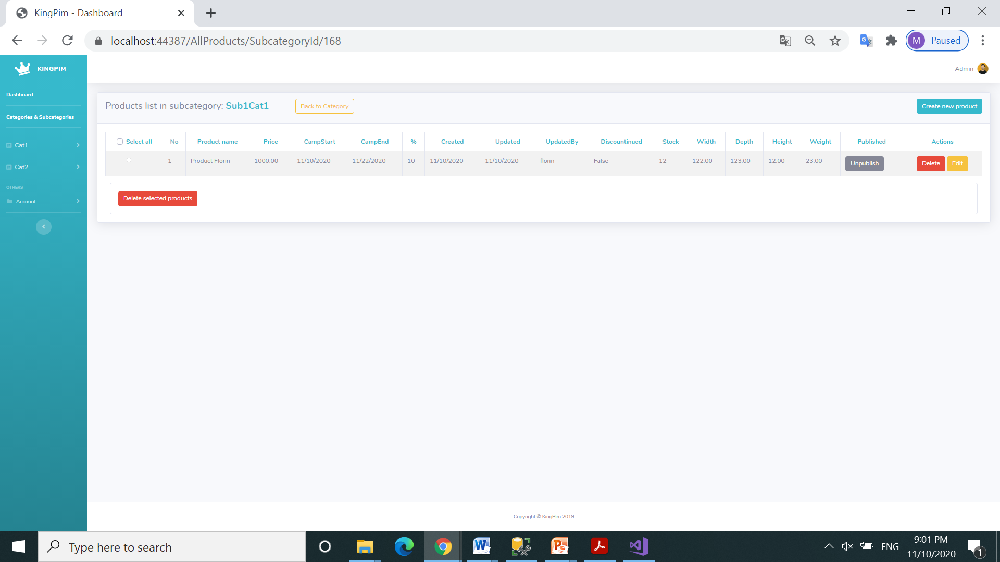 KingPim - Dashboard
localhost:44387/AllProducts/SubcategoryId/168
M Paused
KINGPIM
Admin
Dashboard
Categories & Subcategories
Cat1
Cat2
OTHERS
Account
Products list in subcategory: Sub1Cat1 Back to Category Create new product
Select all No Product name Price CampStart CampEnd % Created Updated UpdatedBy Discountinued Stock Width Depth Height Weight Published Actions
1 Product Florin 1000.00 11/10/2020 11/22/2020 10 11/10/2020 11/10/2020 florin False 12 122.00 123.00 12.00 23.00 Unpublish Delete Edit
Delete selected products
Copyright © KingPim 2019
Type here to search
ENG
9:01 PM
11/10/2020
1